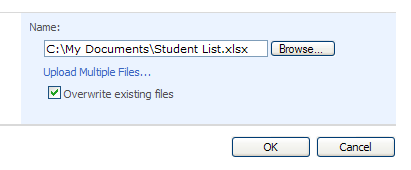 Name:
C:\My Documents\Student List.xlsx Browse...
Upload Multiple Files...
Overwrite existing files
OK Cancel